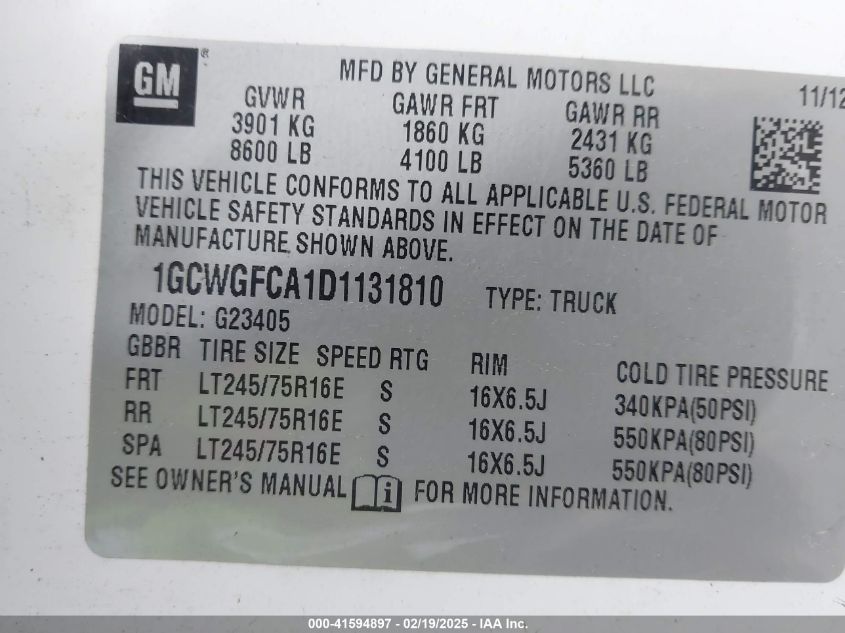 GM ®
MFD BY GENERAL MOTORS LLC 11/12
GVWR GAWR FRT GAWR RR
3901 KG 1860 KG 2431 KG
8600 LB 4100 LB 5360 LB
THIS VEHICLE CONFORMS TO ALL APPLICABLE U.S. FEDERAL MOTOR
VEHICLE SAFETY STANDARDS IN EFFECT ON THE DATE OF
MANUFACTURE SHOWN ABOVE.
1GCWGFCA1D1131810 TYPE: TRUCK
MODEL: G23405
GBBR TIRE SIZE SPEED RTG RIM COLD TIRE PRESSURE
FRT LT245/75R16E S 16X6.5J 340KPA(50PSI)
RR LT245/75R16E S 16X6.5J 550KPA(80PSI)
SPA LT245/75R16E S 16X6.5J 550KPA(80PSI)
SEE OWNER'S MANUAL i FOR MORE INFORMATION.
000-41594897 - 02/19/2025 - IAA Inc.